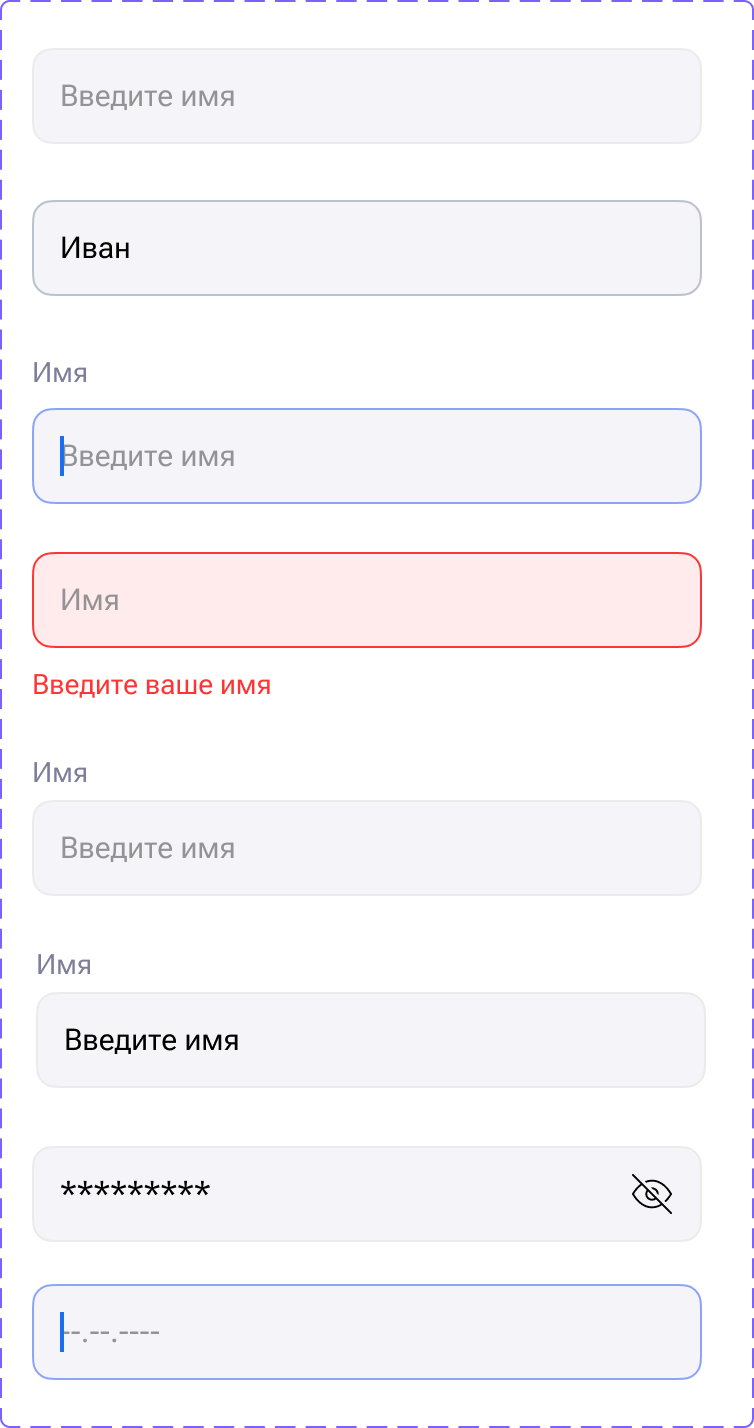 Введите имя
Иван
Имя
Введите имя
Имя
Введите ваше имя
Имя
Введите имя
Имя
Введите имя
*********
--.--.----